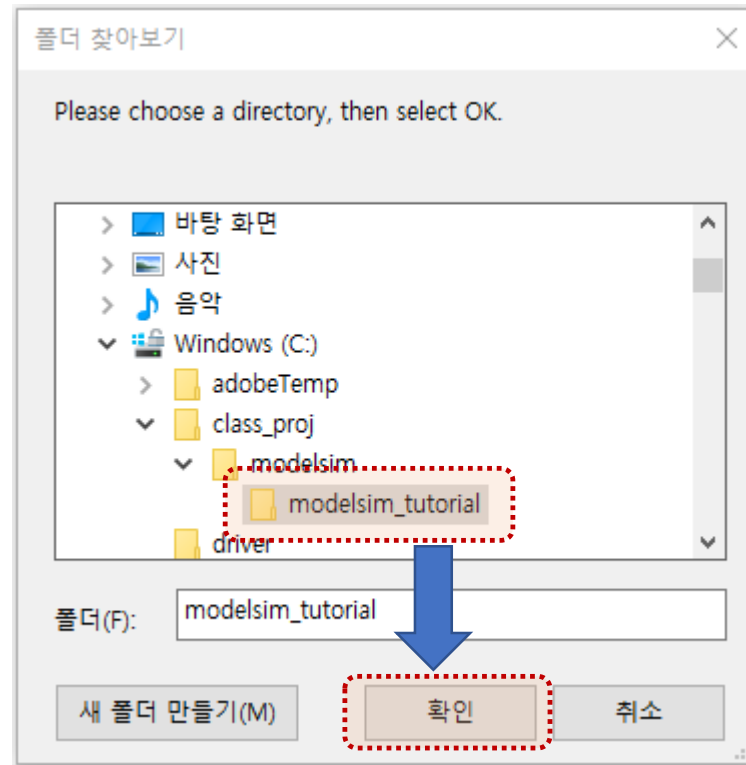 폴더 찾아보기
Please choose a directory, then select OK.
바탕 화면
사진
음악
Windows (C:)
adobeTemp
class_proj
modelsim
modelsim_tutorial
driver
폴더(F): modelsim_tutorial
새 폴더 만들기(M) 확인 취소